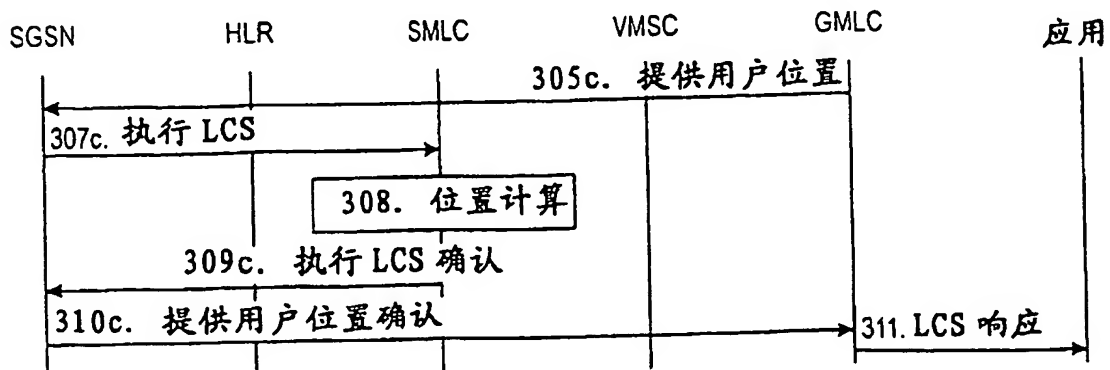 SGSN HLR SMLC VMSC GMLC 应用
305c. 提供用户位置
307c. 执行 LCS
308. 位置计算
309c. 执行 LCS 确认
310c. 提供用户位置确认
311. LCS 响应